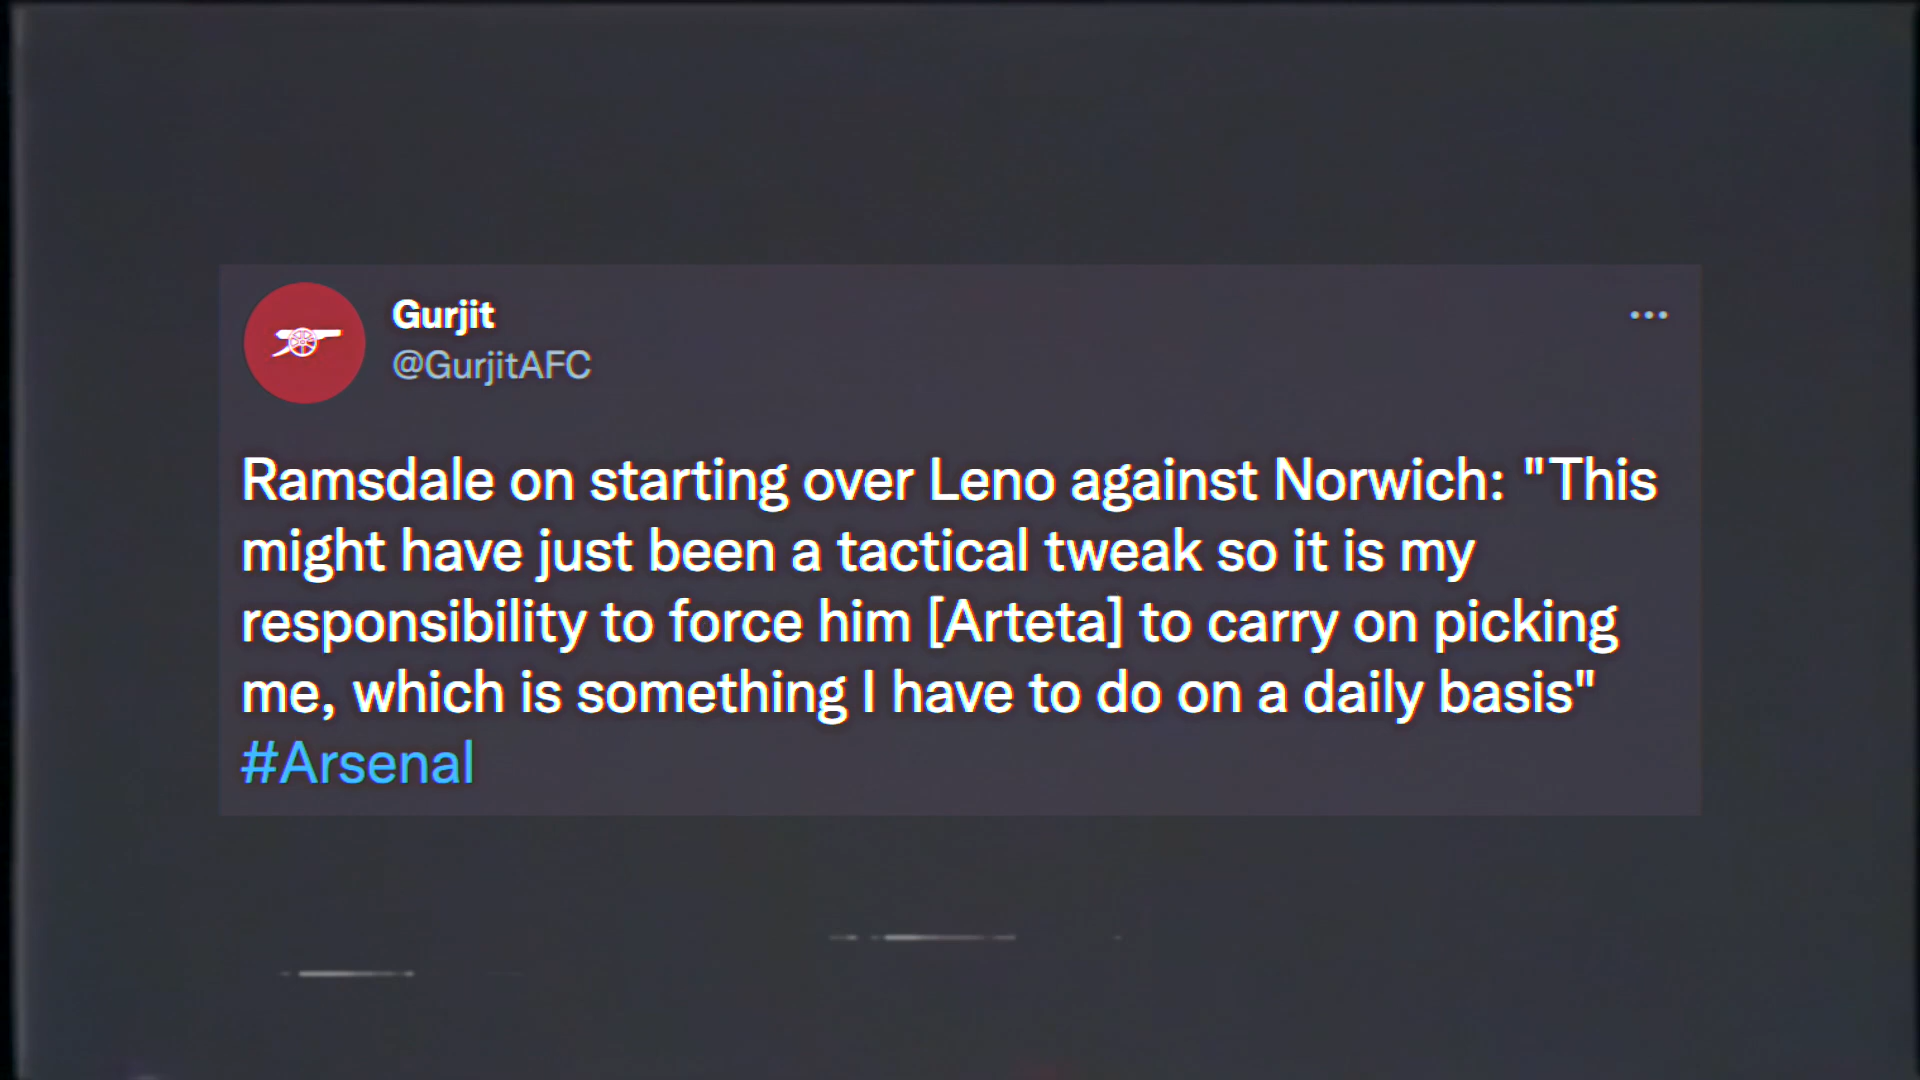 Gurjit
@GurjitAFC
Ramsdale on starting over Leno against Norwich: "This
might have just been a tactical tweak so it is my
responsibility to force him [Arteta] to carry on picking
me, which is something I have to do on a daily basis"
#Arsenal